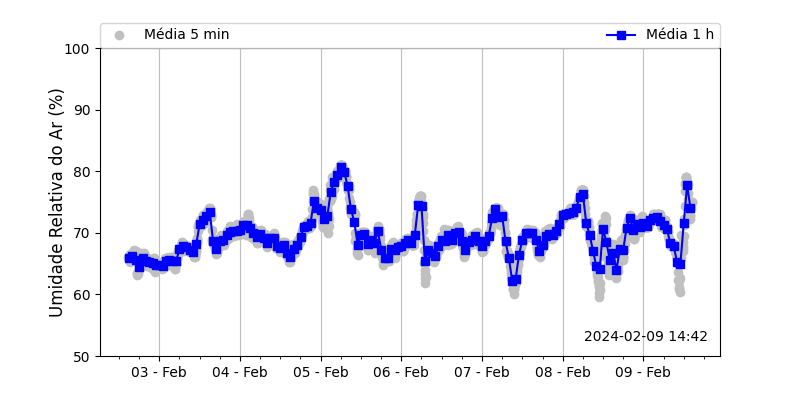 Média 5 min
Média 1 h
Umidade Relativa do Ar (%)
100
90
80
70
60
50
2024-02-09 14:42
03 - Feb
04 - Feb
05 - Feb
06 - Feb
07 - Feb
08 - Feb
09 - Feb